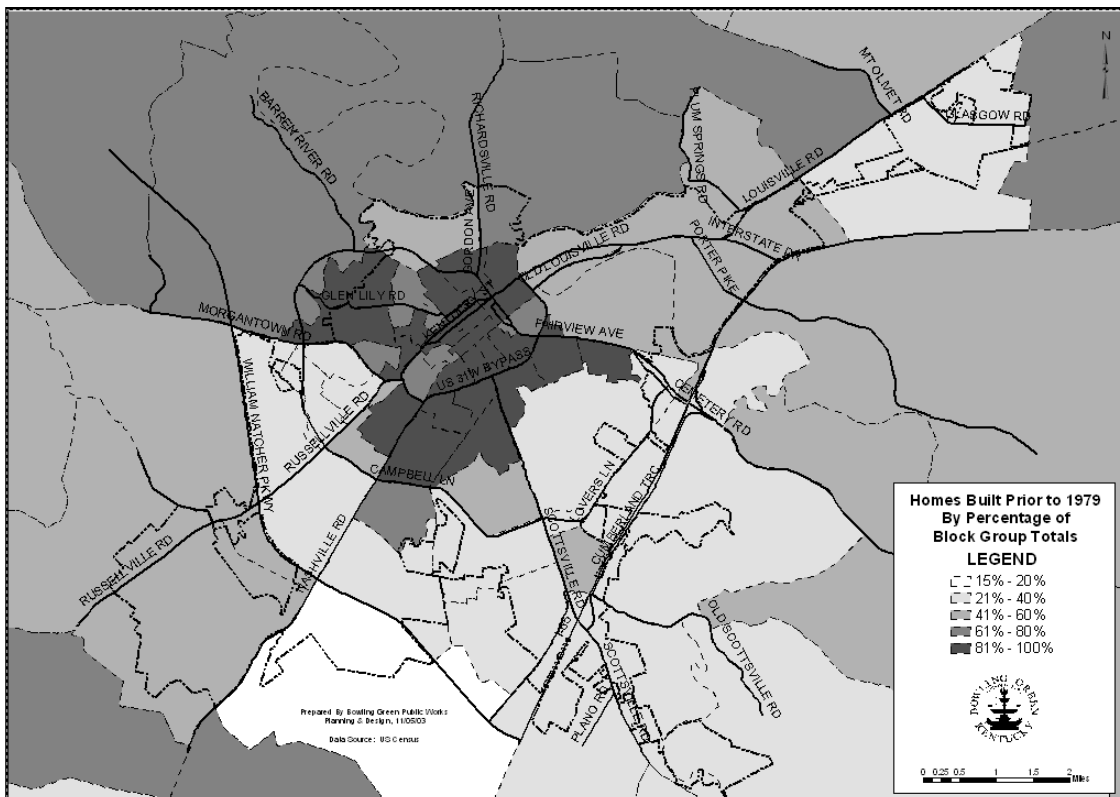 N
MT OLIVET RD
GLASGOW RD
BARREN RIVER RD
RICHARDSVILLE RD
PLUM SPRINGS RD
LOUISVILLE RD
GORDON AVE
INTERSTATE DR
OLD LOUISVILLE RD
PORTER PIKE
GLEN LILY RD
KENTUCKY ST
MORGANTOWN RD
FAIRVIEW AVE
US 31W BYPASS
WILLIAM NATCHER PKWY
CEMETERY RD
RUSSELLVILLE RD
CAMPBELL LN
LOVERS LN
CUMBERLAND TRC
SCOTTSVILLE RD
NASHVILLE RD
RUSSELLVILLE RD
OLD SCOTTSVILLE RD
I-65
SCOTTSVILLE RD
PLANO RD
Prepared By Bowling Green Public Works
Planning & Design, 11/05/03
Data Source: US Census
Homes Built Prior to 1979
By Percentage of
Block Group Totals
LEGEND
15% - 20%
21% - 40%
41% - 60%
61% - 80%
81% - 100%
BOWLING GREEN
KENTUCKY
0 0.25 0.5 1 1.5 2
Miles